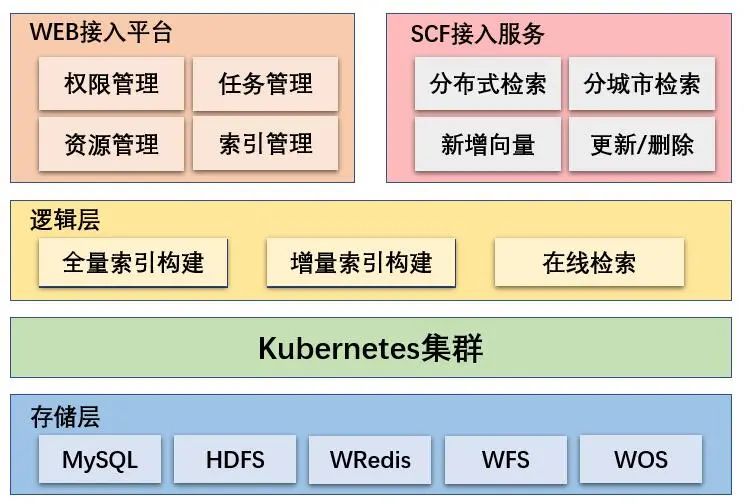 WEB接入平台
权限管理
任务管理
资源管理
索引管理
SCF接入服务
分布式检索
分城市检索
新增向量
更新/删除
逻辑层
全量索引构建
增量索引构建
在线检索
Kubernetes集群
存储层
MySQL
HDFS
WRedis
WFS
WOS